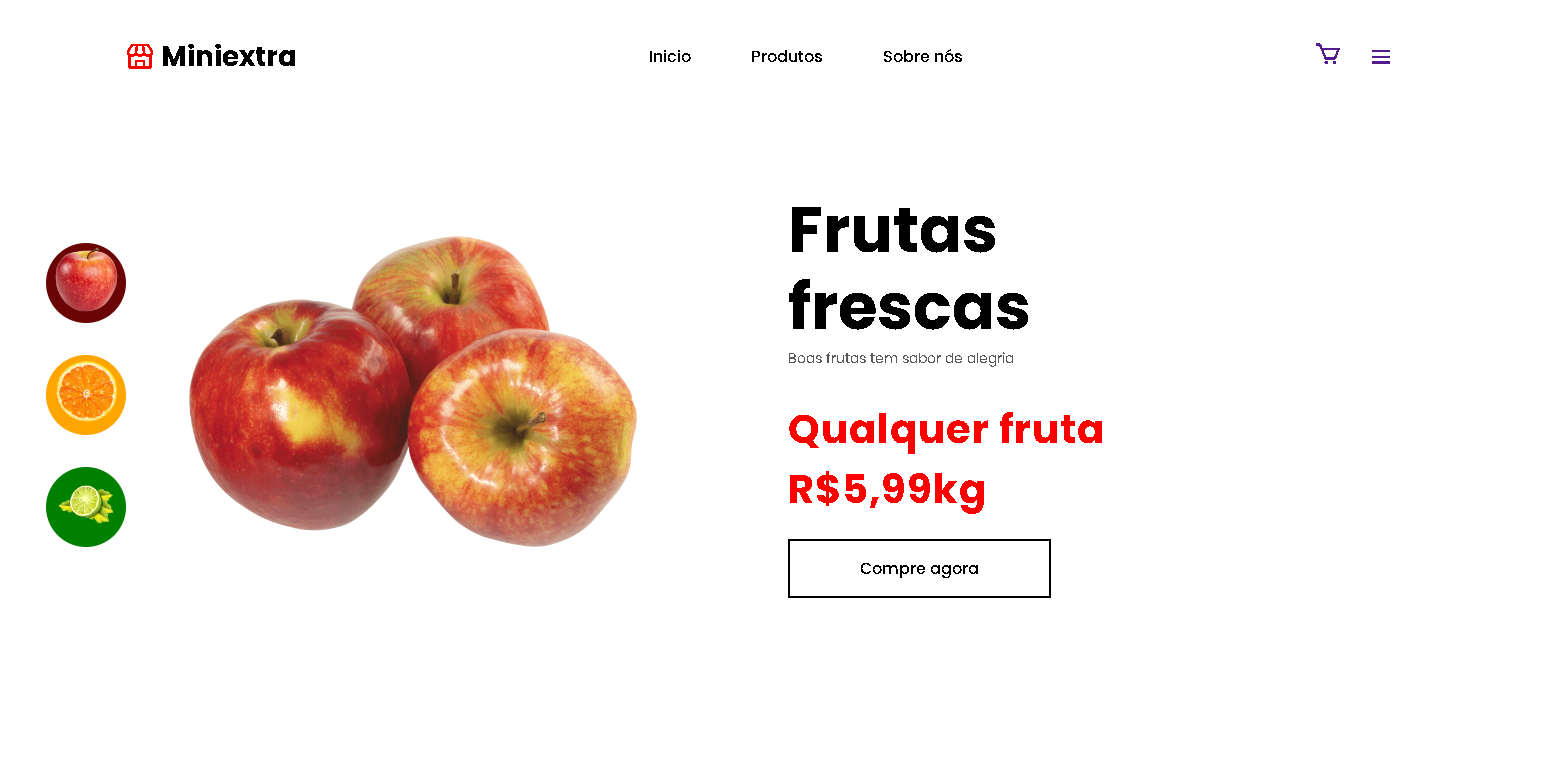 Miniextra
Inicio
Produtos
Sobre nós
Frutas
frescas
Boas frutas tem sabor de alegria
Qualquer fruta
R$5,99kg
Compre agora